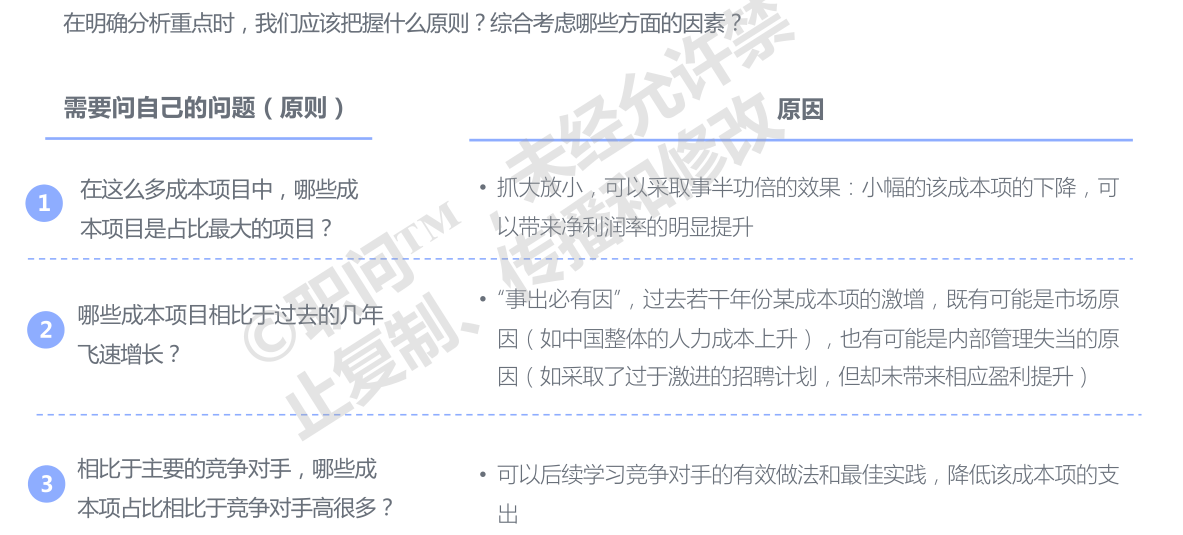 在明确分析重点时，我们应该把握什么原则？综合考虑哪些方面的因素？
需要问自己的问题（原则）
原因
1
在这么多成本项目中，哪些成
本项目是占比最大的项目？
• 抓大放小，可以采取事半功倍的效果：小幅的该成本项的下降，可
以带来净利润率的明显提升
2
哪些成本项目相比于过去的几年
飞速增长？
• “事出必有因”，过去若干年份某成本项的激增，既有可能是市场原
因（如中国整体的人力成本上升），也有可能是内部管理失当的原
因（如采取了过于激进的招聘计划，但却未带来相应盈利提升）
3
相比于主要的竞争对手，哪些成
本项占比相比于竞争对手高很多？
• 可以后续学习竞争对手的有效做法和最佳实践，降低该成本项的支
出
©职问™，未经允许禁
止复制、传播和修改